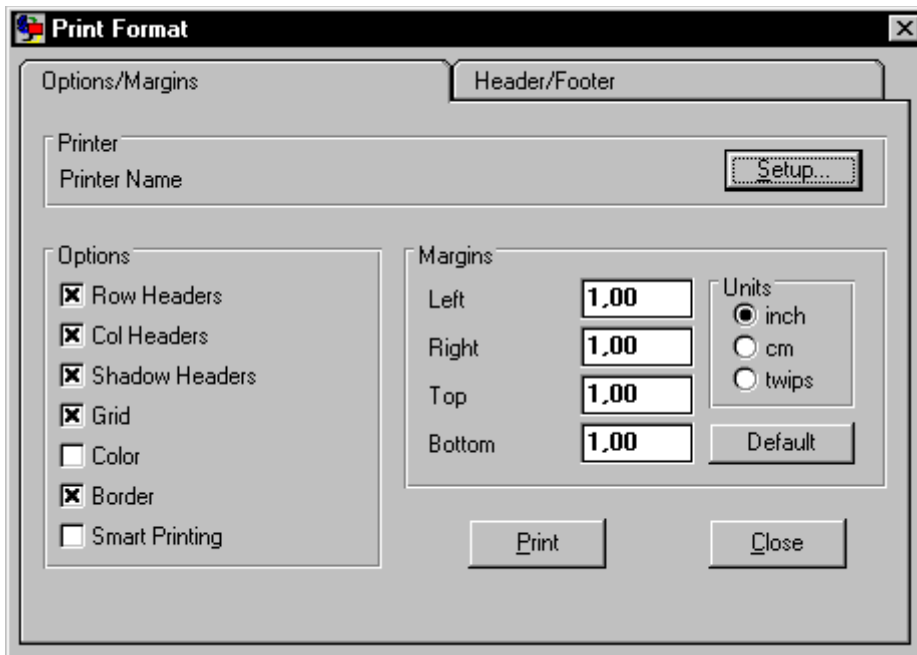 Print Format
Options/Margins
Header/Footer
Printer
Printer Name
Setup...
Options
Row Headers
Col Headers
Shadow Headers
Grid
Color
Border
Smart Printing
Margins
Left 1,00
Right 1,00
Top 1,00
Bottom 1,00
Units
inch
cm
twips
Default
Print
Close